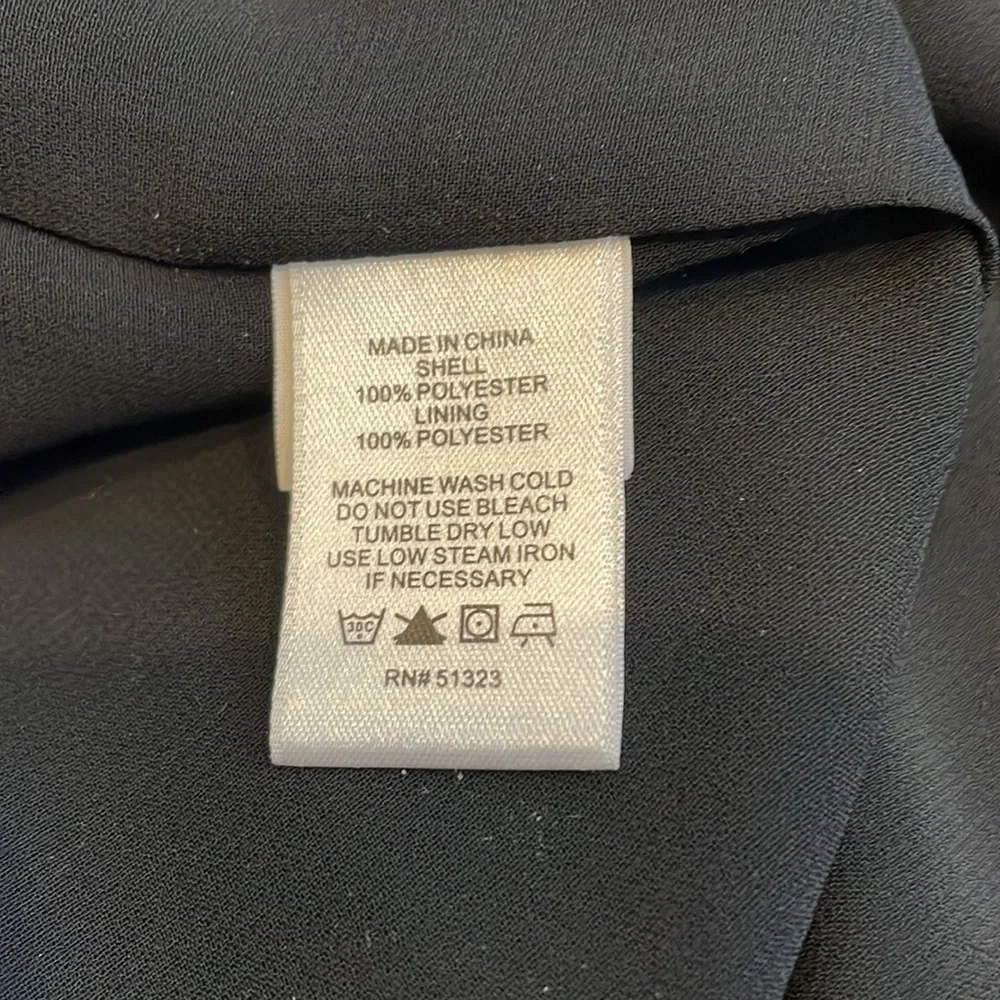 MADE IN CHINA
SHELL
100% POLYESTER
LINING
100% POLYESTER
MACHINE WASH COLD
DO NOT USE BLEACH
TUMBLE DRY LOW
USE LOW STEAM IRON
IF NECESSARY
30C
RN# 51323